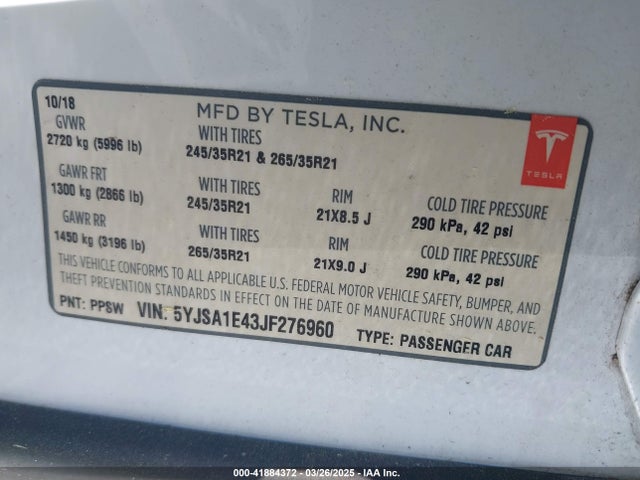 10/18
MFD BY TESLA, INC.
GVWR
2720 kg (5996 lb)
WITH TIRES
245/35R21 & 265/35R21
TESLA
GAWR FRT
1300 kg (2866 lb)
WITH TIRES
245/35R21
RIM
21X8.5 J
COLD TIRE PRESSURE
290 kPa, 42 psi
GAWR RR
1450 kg (3196 lb)
WITH TIRES
265/35R21
RIM
21X9.0 J
COLD TIRE PRESSURE
290 kPa, 42 psi
THIS VEHICLE CONFORMS TO ALL APPLICABLE U.S. FEDERAL MOTOR VEHICLE SAFETY, BUMPER, AND
THEFT PREVENTION STANDARDS IN EFFECT ON THE DATE OF MANUFACTURE SHOWN ABOVE.
PNT: PPSW VIN: 5YJSA1E43JF276960 TYPE: PASSENGER CAR
000-41884372 - 03/26/2025 - IAA Inc.